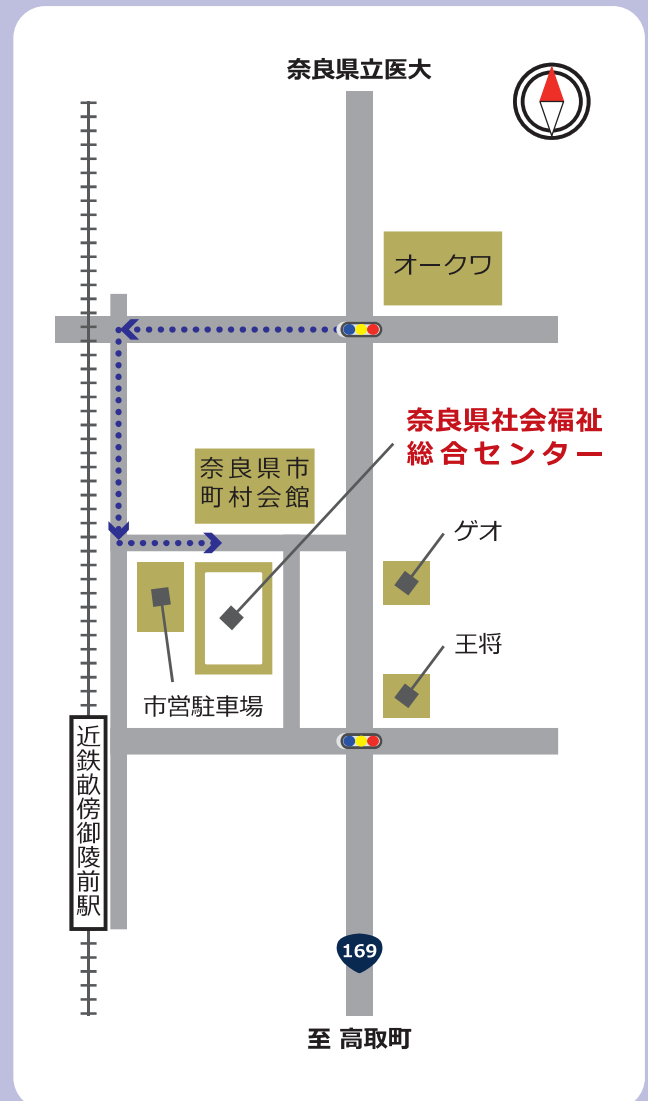 奈良県立医大
オークワ
奈良県社会福祉
総合センター
奈良県市
町村会館
ゲオ
王将
市営駐車場
近鉄畝傍御陵前駅
169
至 高取町